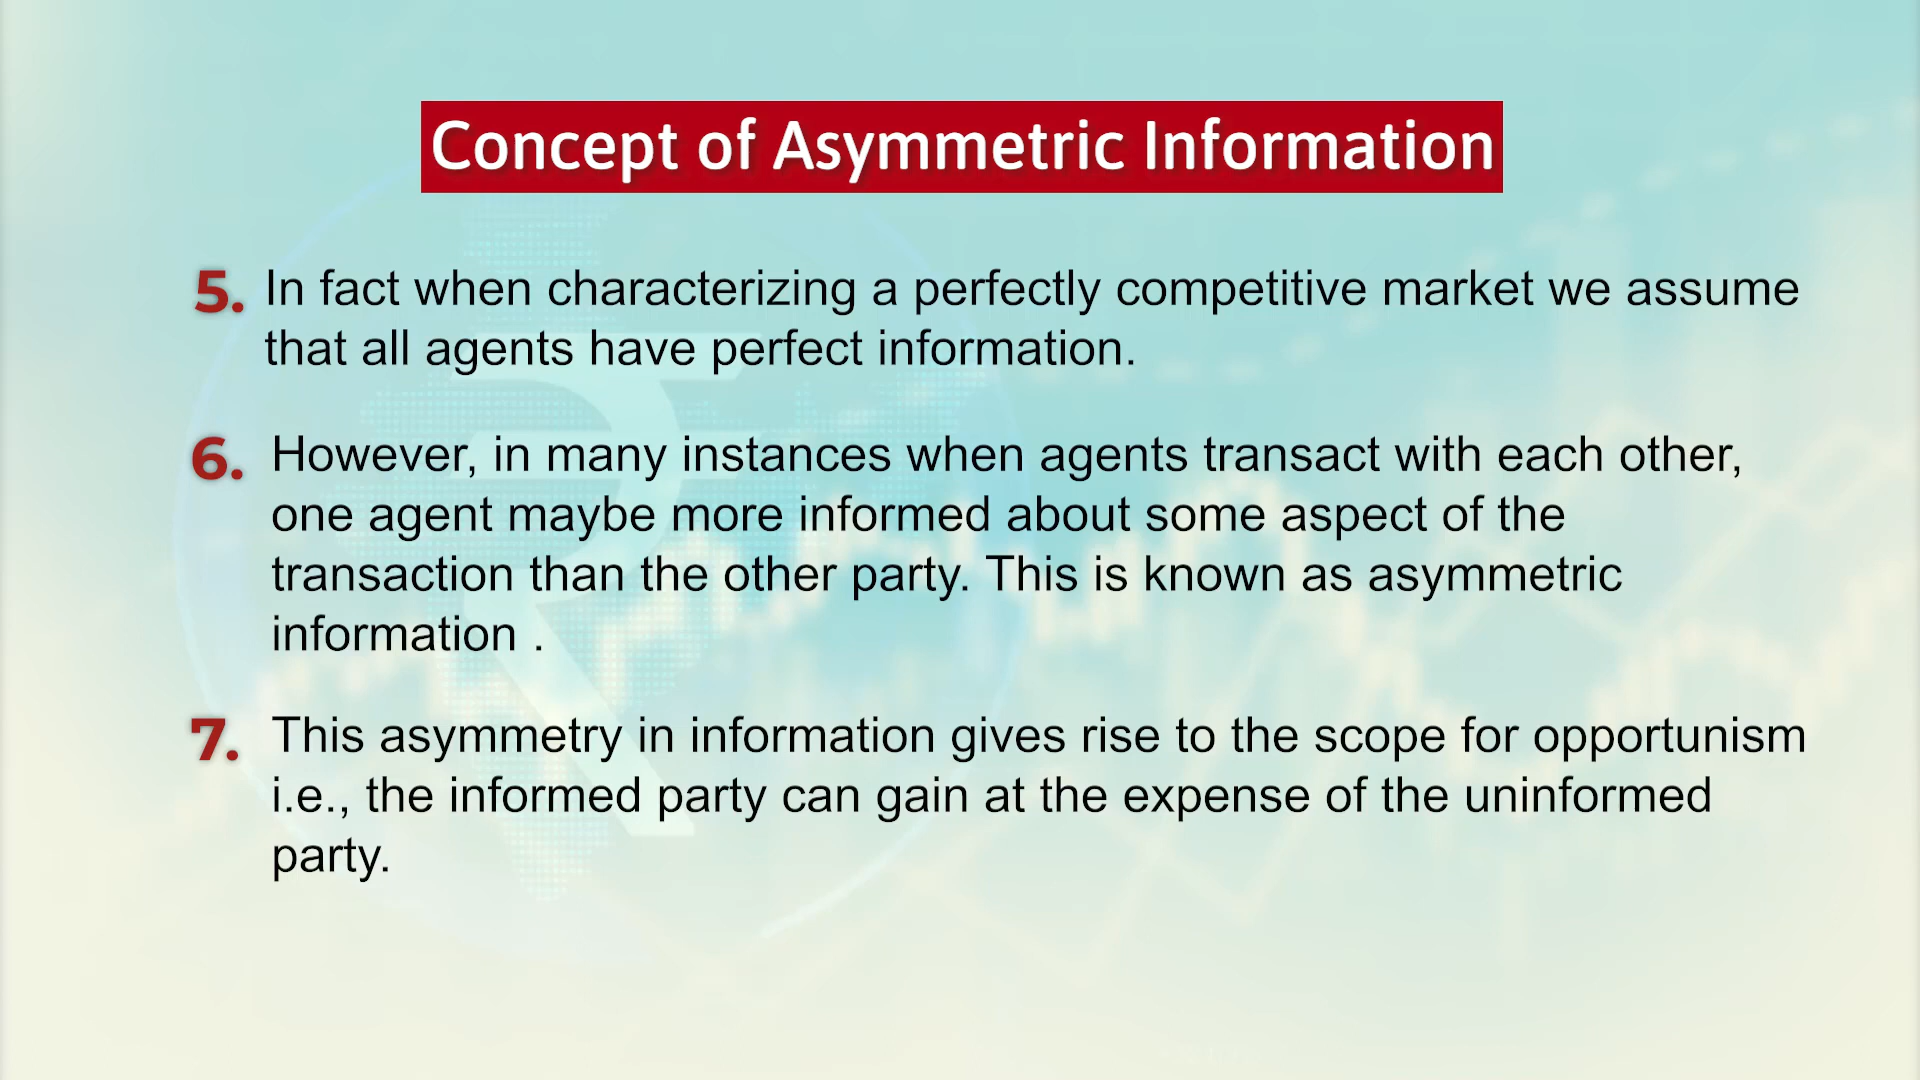 Concept of Asymmetric Information
5. In fact when characterizing a perfectly competitive market we assume
that all agents have perfect information.
6. However, in many instances when agents transact with each other,
one agent maybe more informed about some aspect of the
transaction than the other party. This is known as asymmetric
information .
7. This asymmetry in information gives rise to the scope for opportunism
i.e., the informed party can gain at the expense of the uninformed
party.